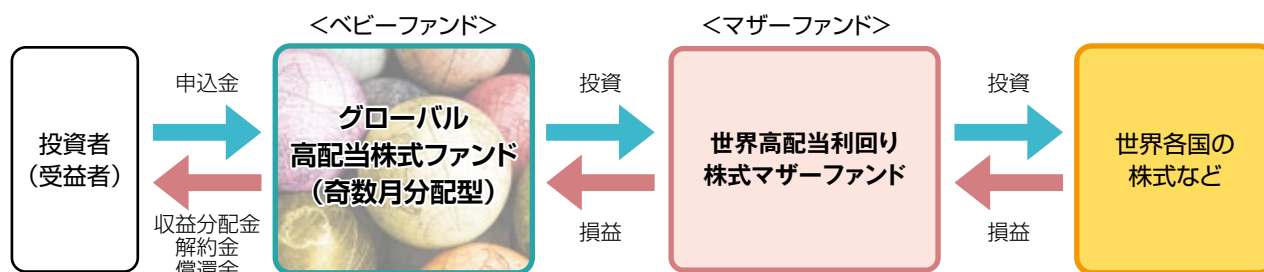 ＜ベビーファンド＞
＜マザーファンド＞
投資者
（受益者）
申込金
収益分配金
解約金
償還金
グローバル
高配当株式ファンド
（奇数月分配型）
投資
損益
世界高配当利回り
株式マザーファンド
投資
損益
世界各国の
株式など